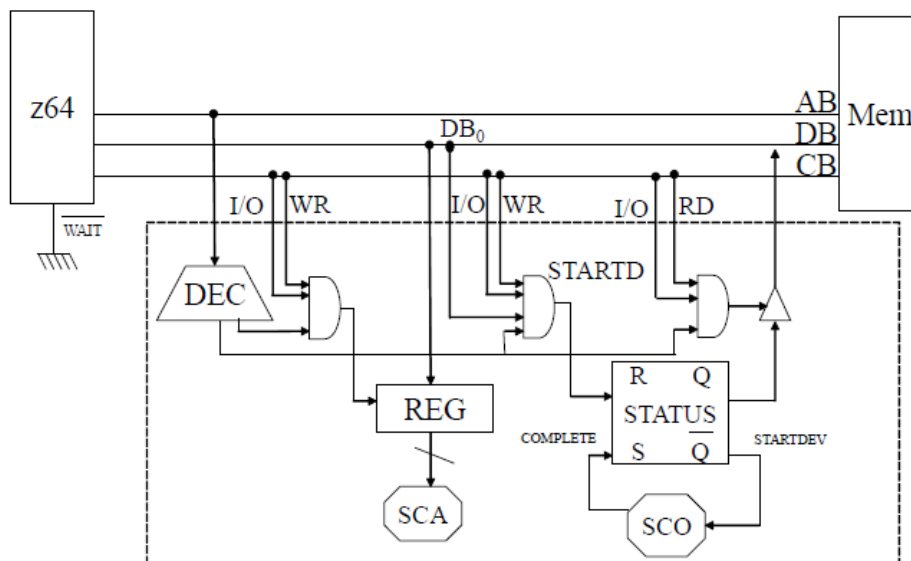 z64
AB
Mem
DB₀
DB
CB
I/O
WR
I/O
WR
I/O
RD
WAIT
STARTD
DEC
R
Q
REG
STATUS
COMPLETE
STARTDEV
S
Q
SCA
SCO